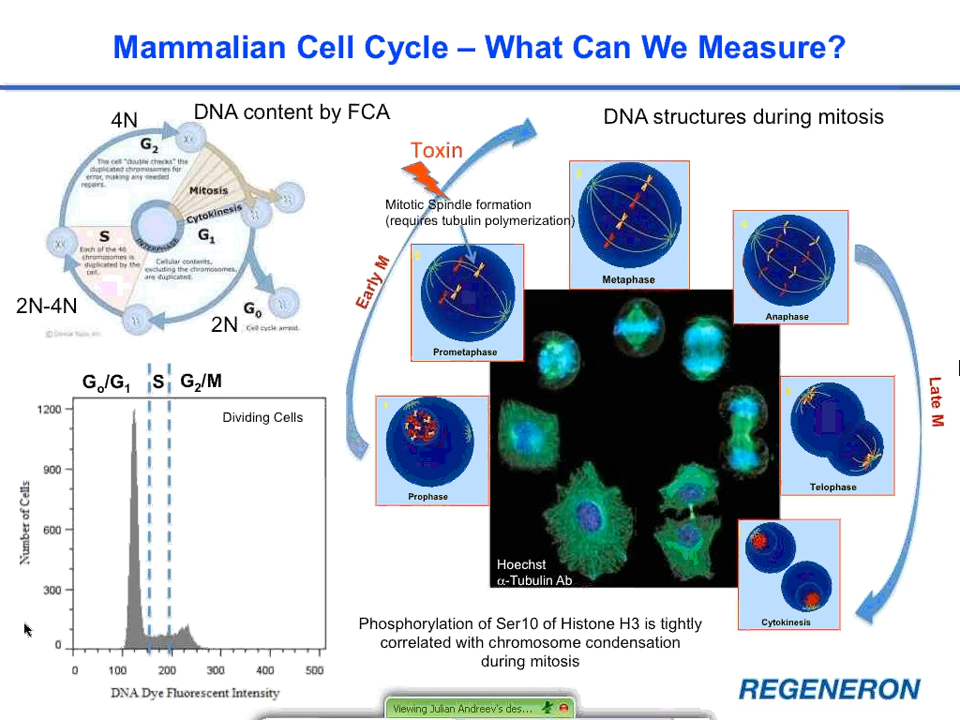 Mammalian Cell Cycle – What Can We Measure?
DNA content by FCA
DNA structures during mitosis
4N
G2
The cell "double checks" the
duplicated chromosomes for
error, making any needed
repairs.
Mitosis
Cytokinesis
INTERPHASE
S
Each of the 46
chromosomes is
duplicated by the
cell.
G1
Cellular contents,
excluding the chromosomes,
are duplicated.
G0
Cell cycle arrest.
2N-4N
2N
Toxin
Mitotic Spindle formation
(requires tubulin polymerization)
Early M
Late M
Prophase
Prometaphase
Metaphase
Anaphase
Telophase
Cytokinesis
Hoechst
α-Tubulin Ab
Go/G1
S
G2/M
Dividing Cells
Number of Cells
1200
900
600
300
0
0 100 200 300 400 500
DNA Dye Fluorescent Intensity
Phosphorylation of Ser10 of Histone H3 is tightly
correlated with chromosome condensation
during mitosis
REGENERON
Viewing Julian Andreev's des...